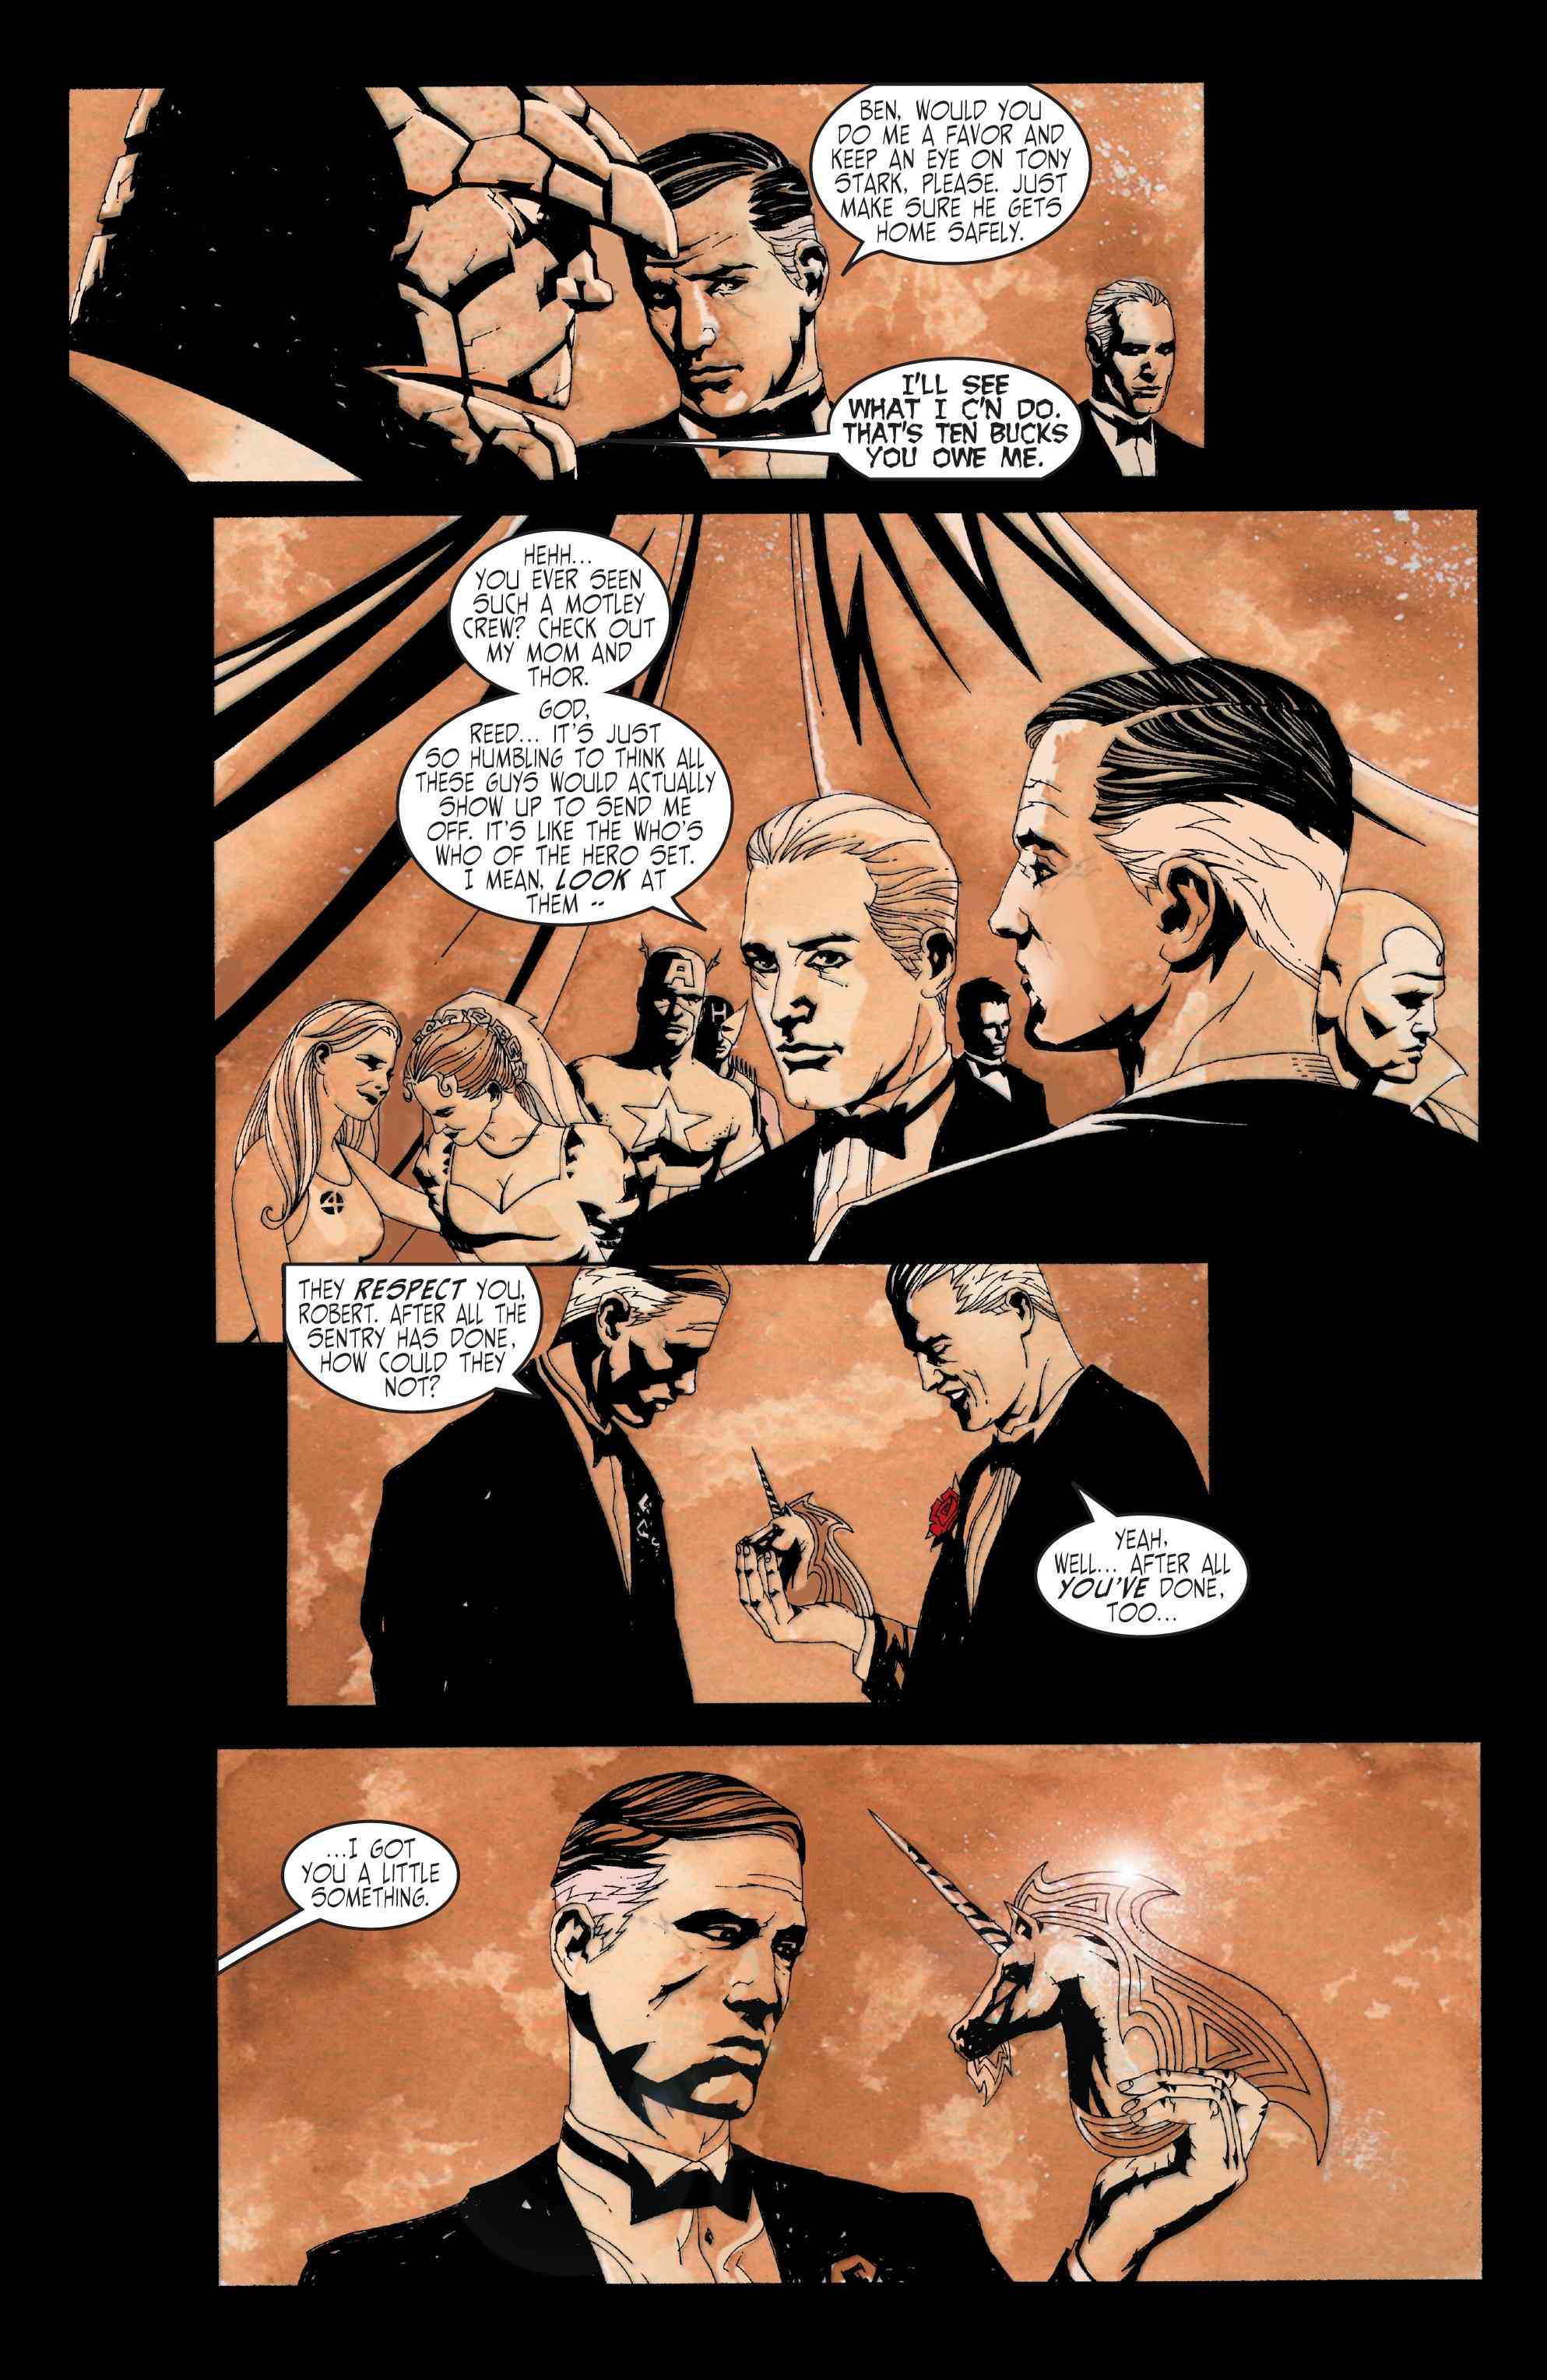 BEN, WOULD YOU
DO ME A FAVOR AND
KEEP AN EYE ON TONY
STARK, PLEASE. JUST
MAKE SURE HE GETS
HOME SAFELY.
I'LL SEE
WHAT I C'N DO.
THAT'S TEN BUCKS
YOU OWE ME.
HEHH...
YOU EVER SEEN
SUCH A MOTLEY
CREW? CHECK OUT
MY MOM AND
THOR.
GOD,
REED... IT'S JUST
SO HUMBLING TO THINK ALL
THESE GUYS WOULD ACTUALLY
SHOW UP TO SEND ME
OFF. IT'S LIKE THE WHO'S
WHO OF THE HERO SET.
I MEAN, LOOK AT
THEM --
A
H
4
THEY RESPECT YOU,
ROBERT. AFTER ALL THE
SENTRY HAS DONE,
HOW COULD THEY
NOT?
YEAH,
WELL... AFTER ALL
YOU'VE DONE,
TOO...
...I GOT
YOU A LITTLE
SOMETHING.